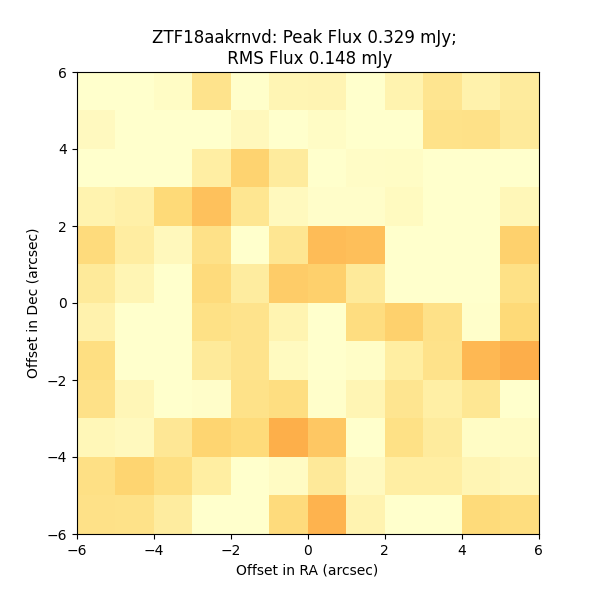 ZTF18aakrnvd: Peak Flux 0.329 mJy;
RMS Flux 0.148 mJy
6
4
2
0
−2
−4
−6
Offset in Dec (arcsec)
−6 −4 −2 0 2 4 6
Offset in RA (arcsec)